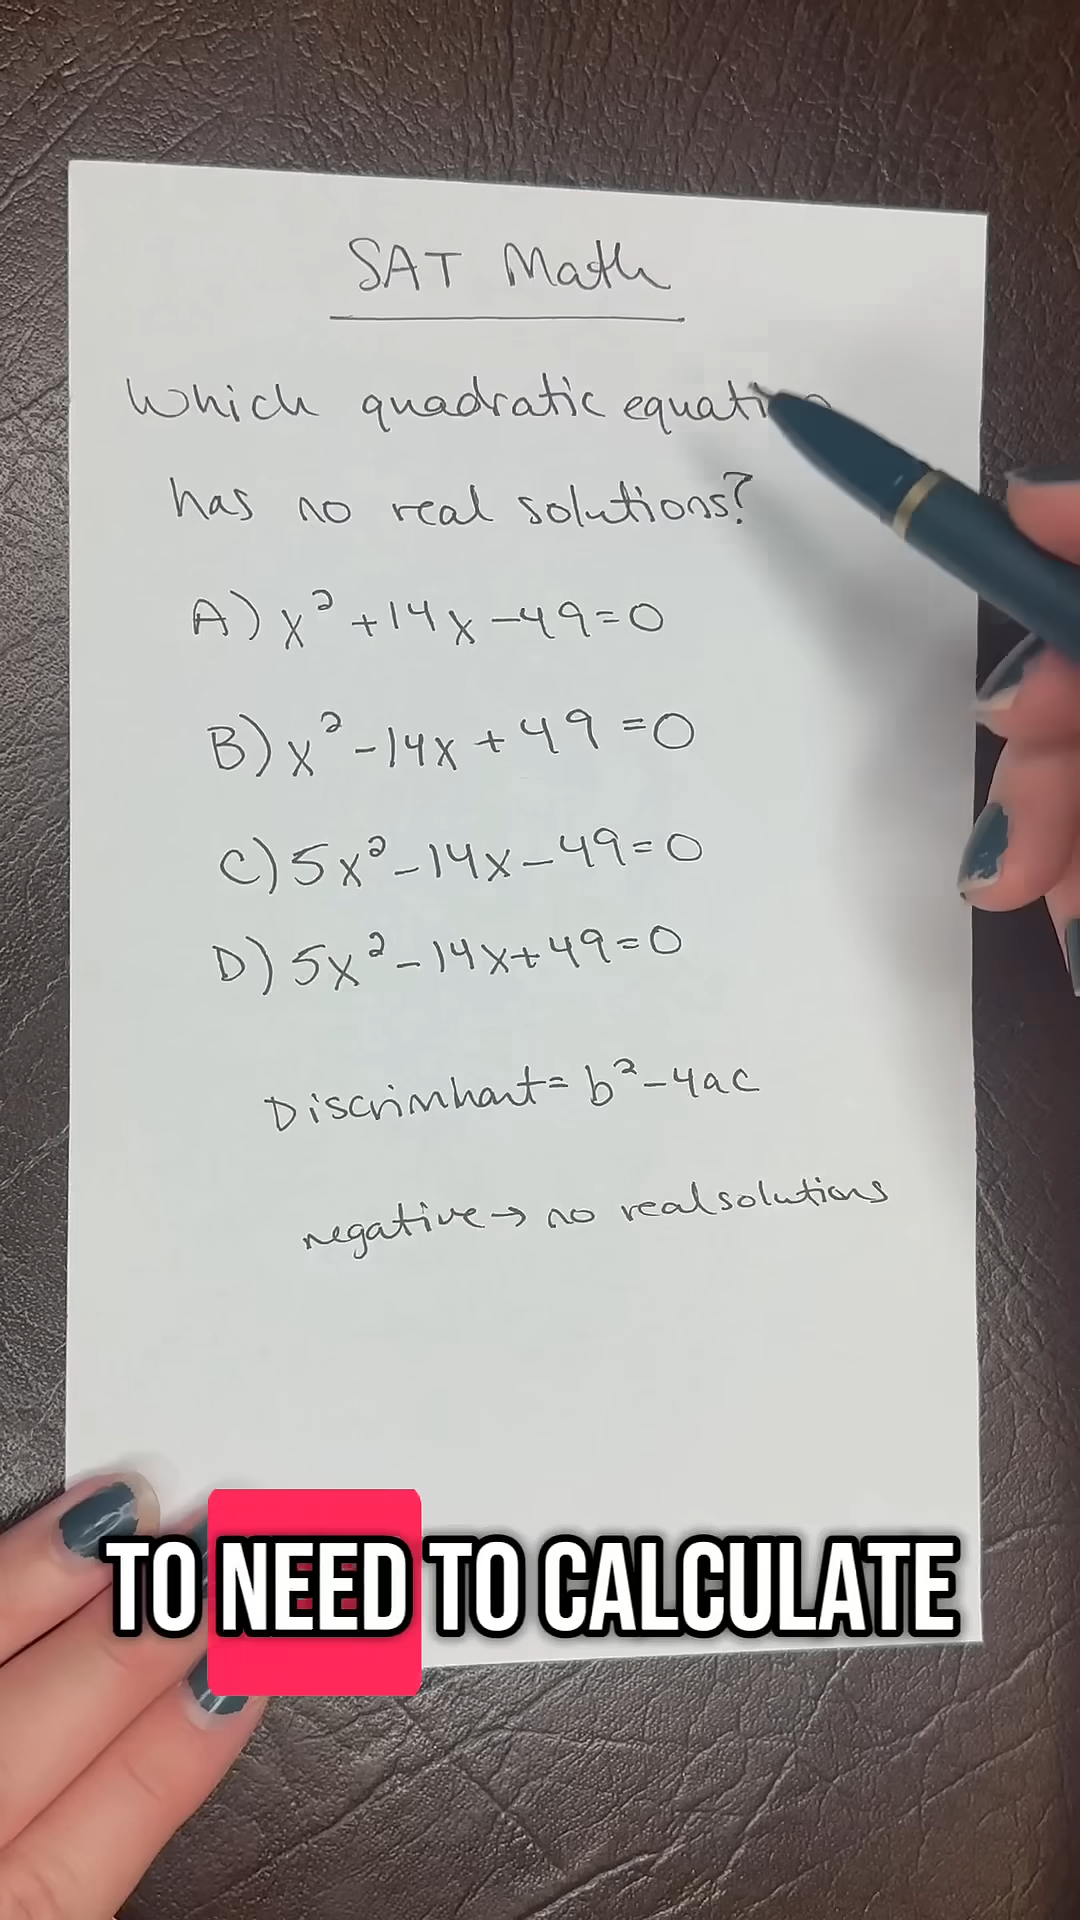 SAT Math
Which quadratic equation
has no real solutions?
A) x² + 14x - 49 = 0
B) x² - 14x + 49 = 0
C) 5x² - 14x - 49 = 0
D) 5x² - 14x + 49 = 0
Discriminant = b² - 4ac
negative → no real solutions
TO NEED TO CALCULATE